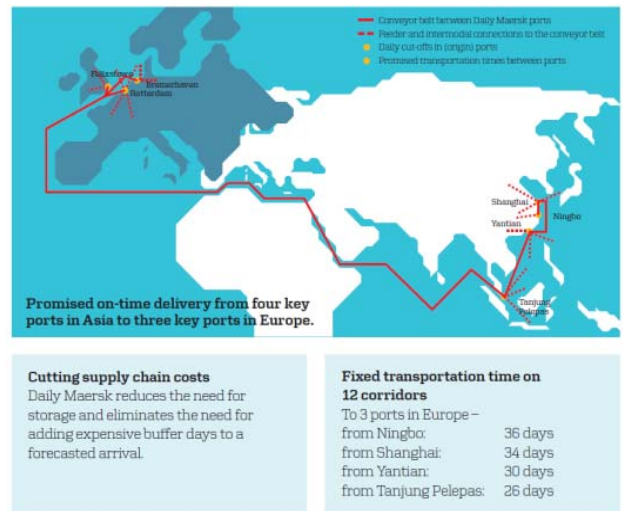 Conveyor belt between Daily Maersk ports
Feeder and intermodal connections to the conveyor belt
Daily cut-offs in (origin) ports
Promised transportation times between ports
Felixstowe
Bremerhaven
Rotterdam
Shanghai
Ningbo
Yantian
Tanjung
Pelepas
Promised on-time delivery from four key
ports in Asia to three key ports in Europe.
Cutting supply chain costs
Daily Maersk reduces the need for
storage and eliminates the need for
adding expensive buffer days to a
forecasted arrival.
Fixed transportation time on
12 corridors
To 3 ports in Europe –
from Ningbo: 36 days
from Shanghai: 34 days
from Yantian: 30 days
from Tanjung Pelepas: 26 days